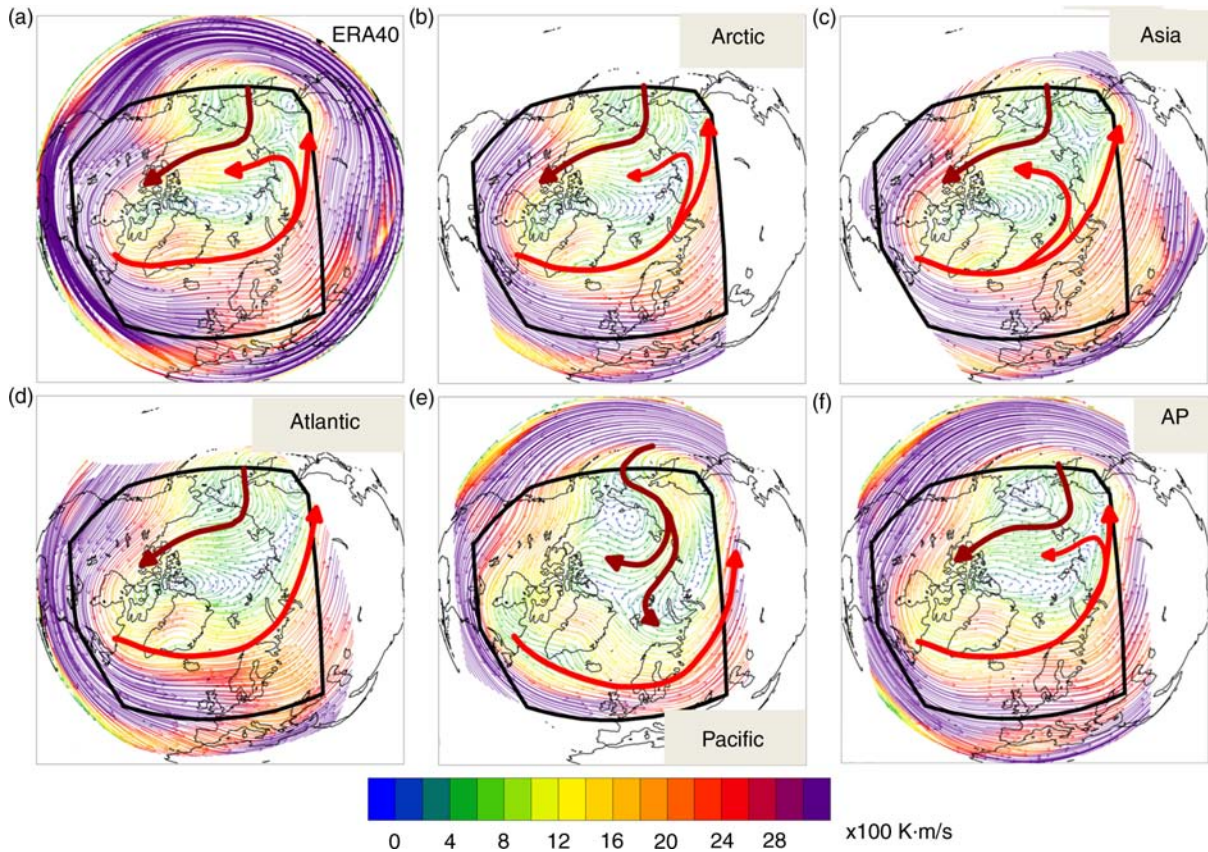 (a)
ERA40
(b)
Arctic
(c)
Asia
(d)
Atlantic
(e)
Pacific
(f)
AP
0 4 8 12 16 20 24 28
x100 K·m/s